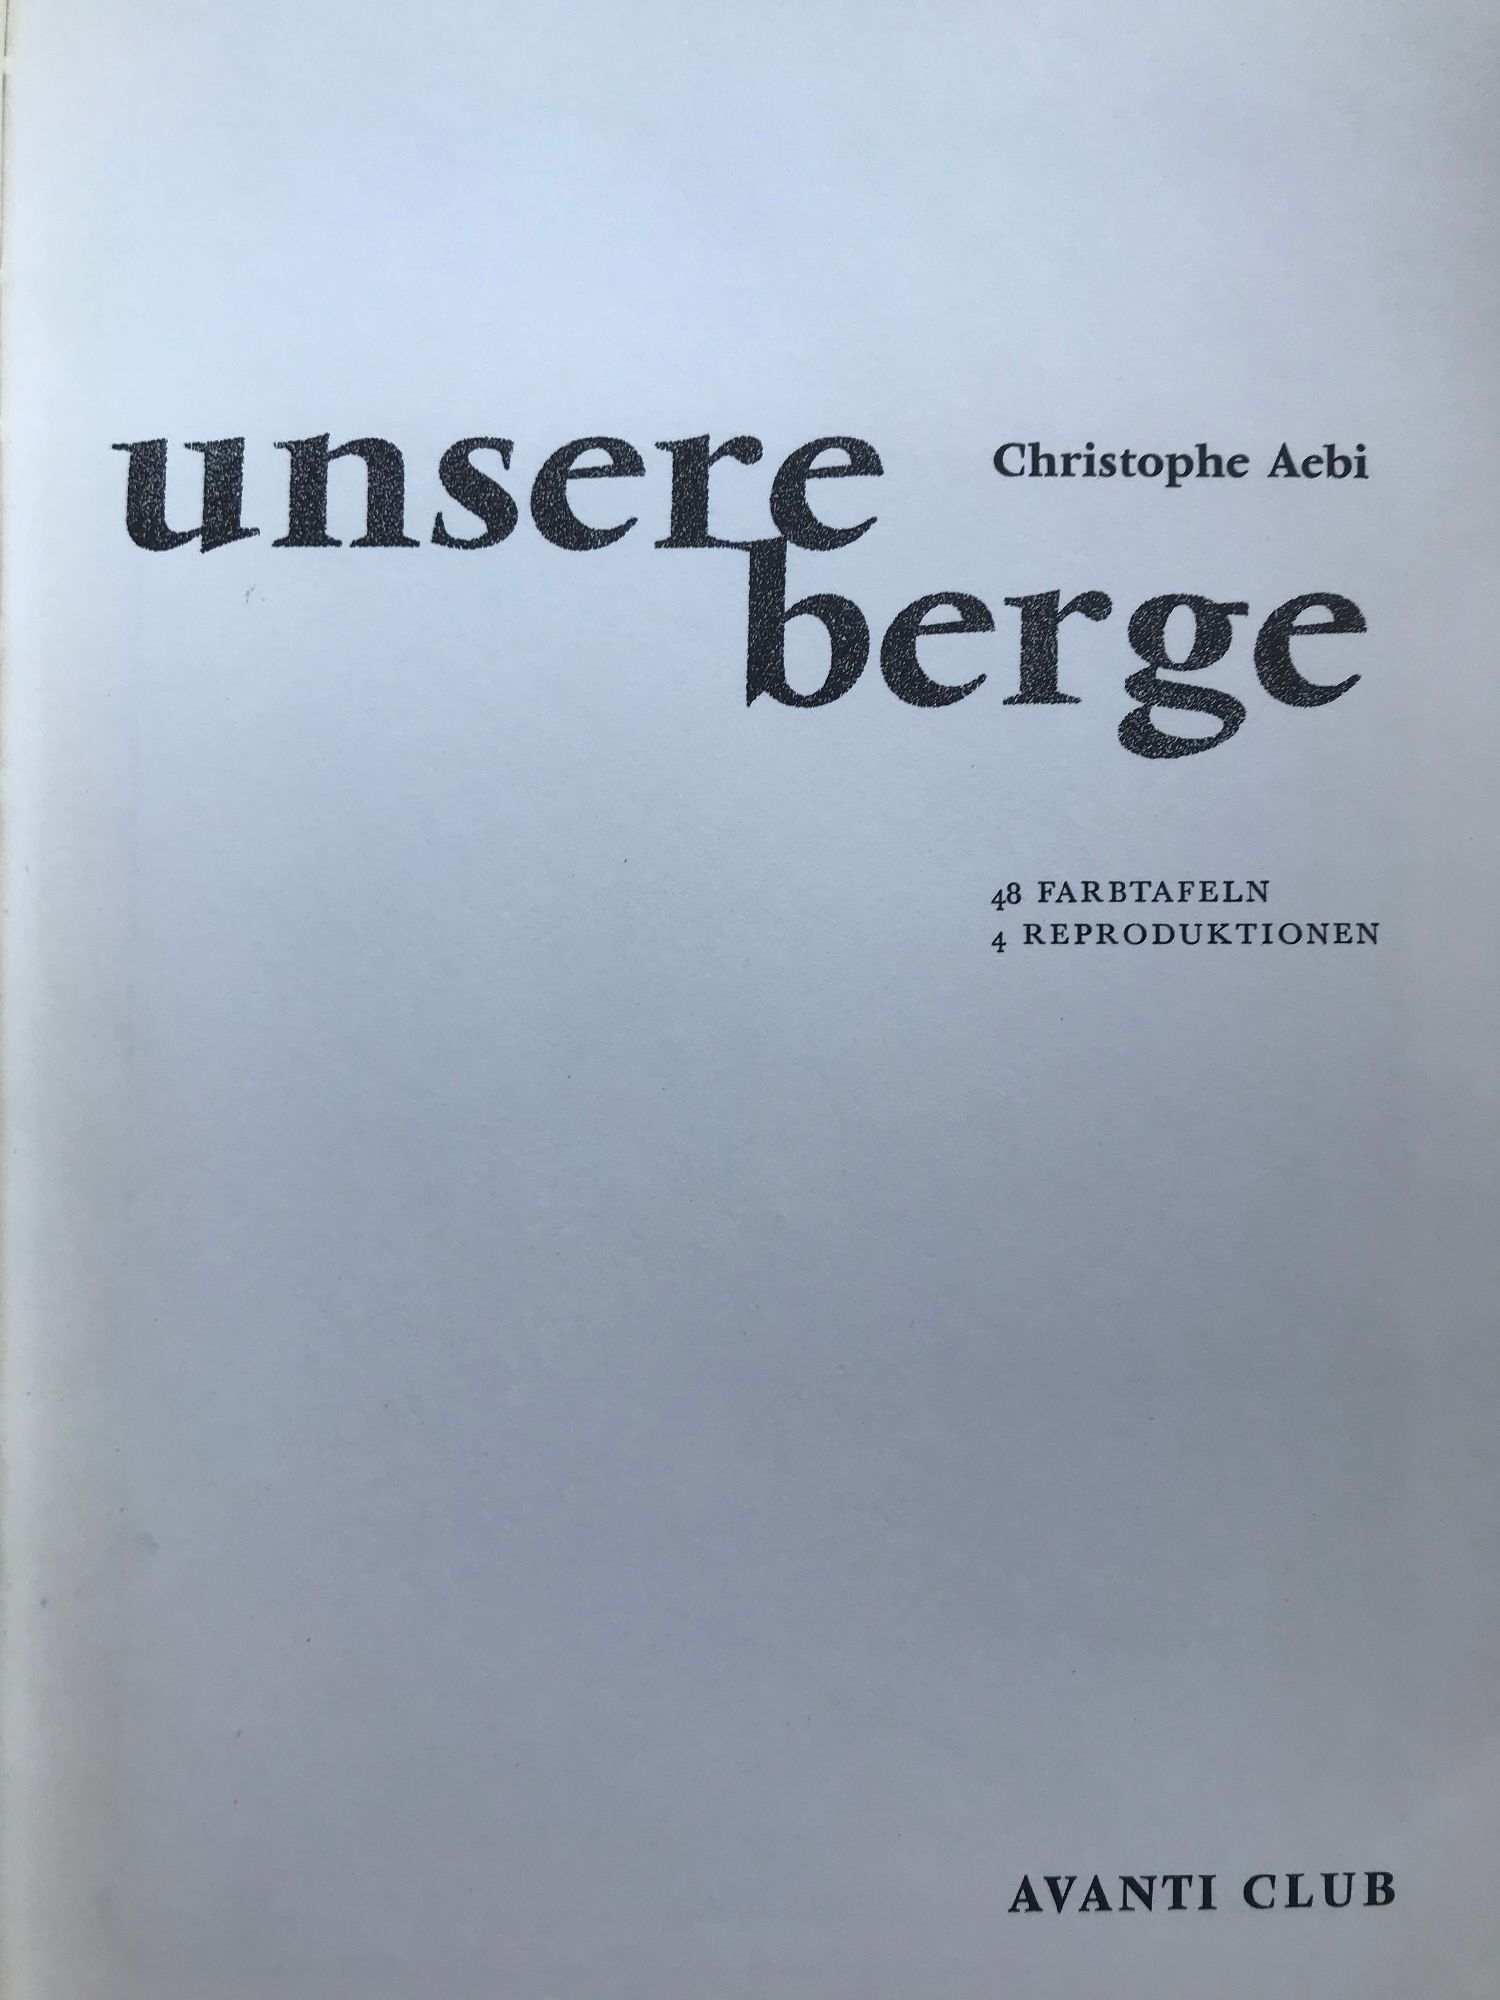 unsere
Christophe Aebi
berge
48 FARBTAFELN
4 REPRODUKTIONEN
AVANTI CLUB